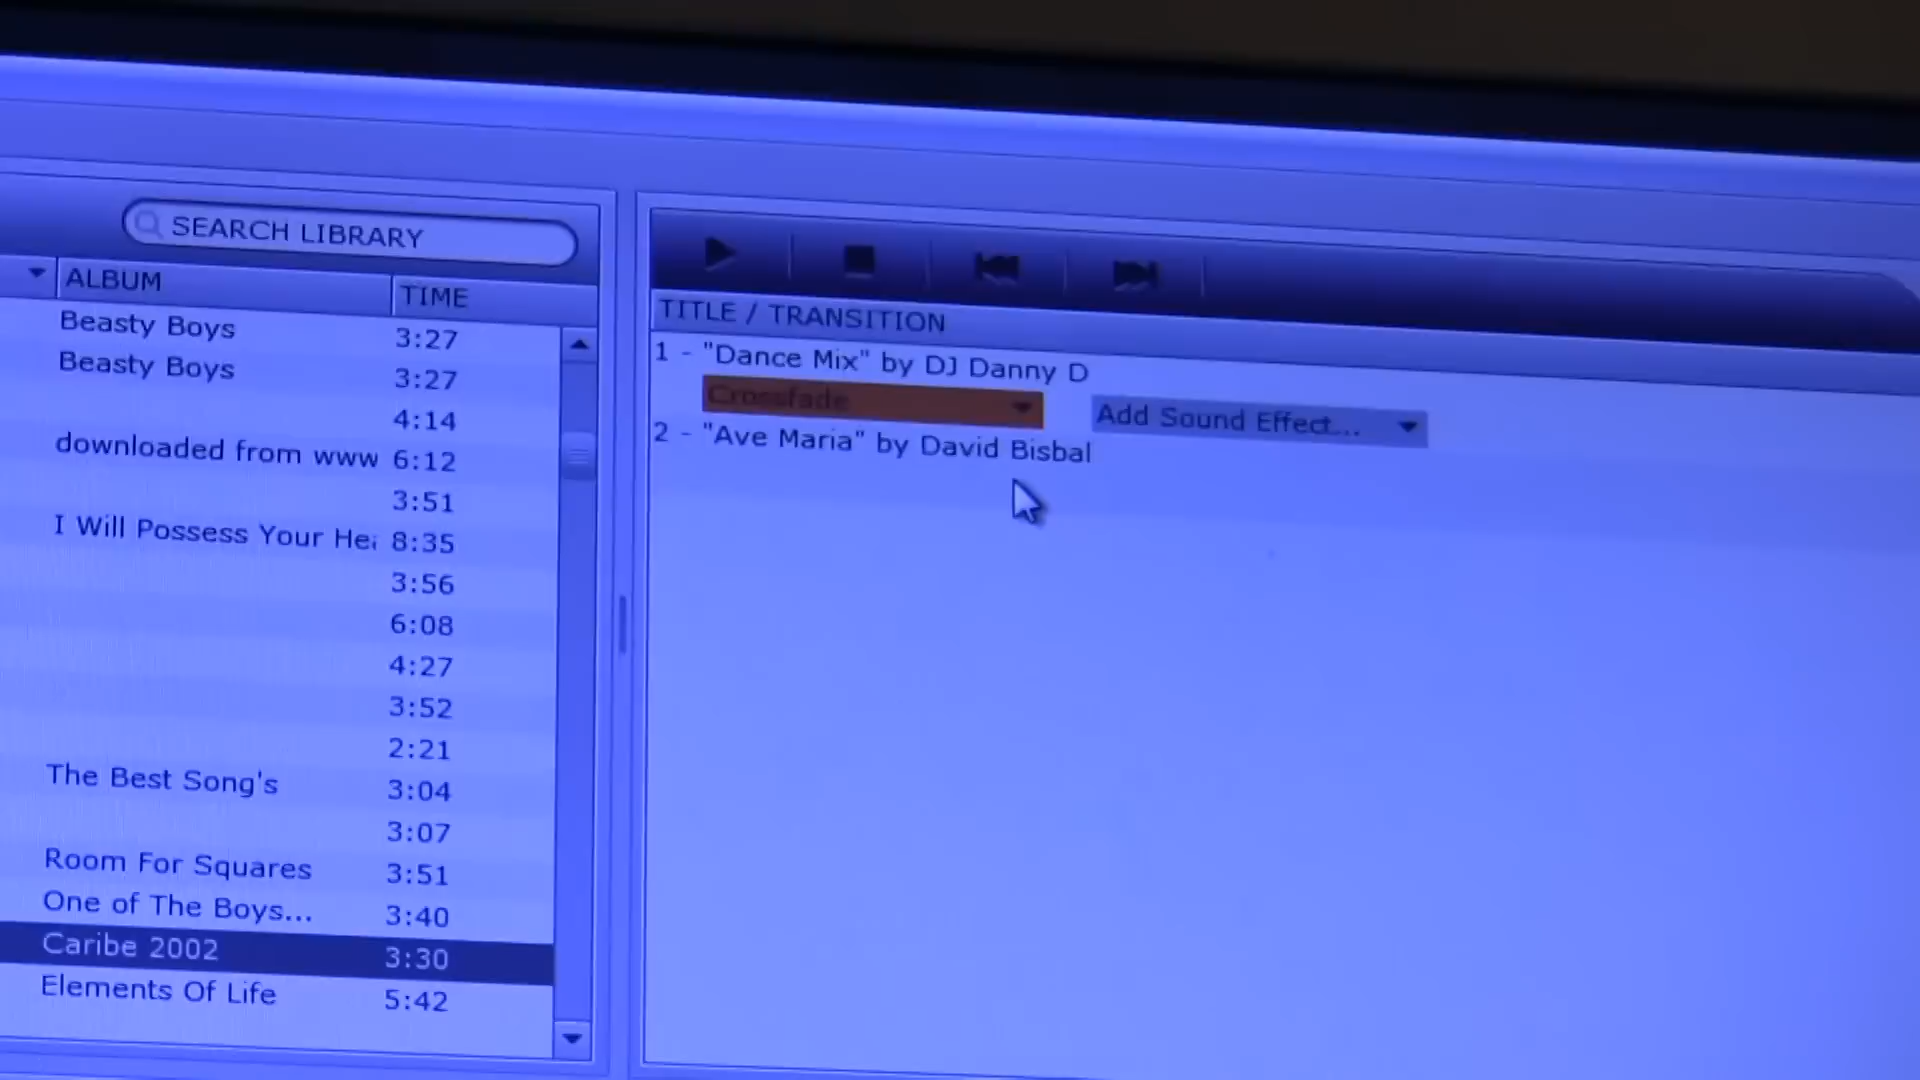 SEARCH LIBRARY
ALBUM TIME
Beasty Boys 3:27
Beasty Boys 3:27
4:14
downloaded from www 6:12
3:51
I Will Possess Your Hea 8:35
3:56
6:08
4:27
3:52
2:21
The Best Song's 3:04
3:07
Room For Squares 3:51
One of The Boys... 3:40
Caribe 2002 3:30
Elements Of Life 5:42
TITLE / TRANSITION
1 - "Dance Mix" by DJ Danny D
Crossfade Add Sound Effect...
2 - "Ave Maria" by David Bisbal